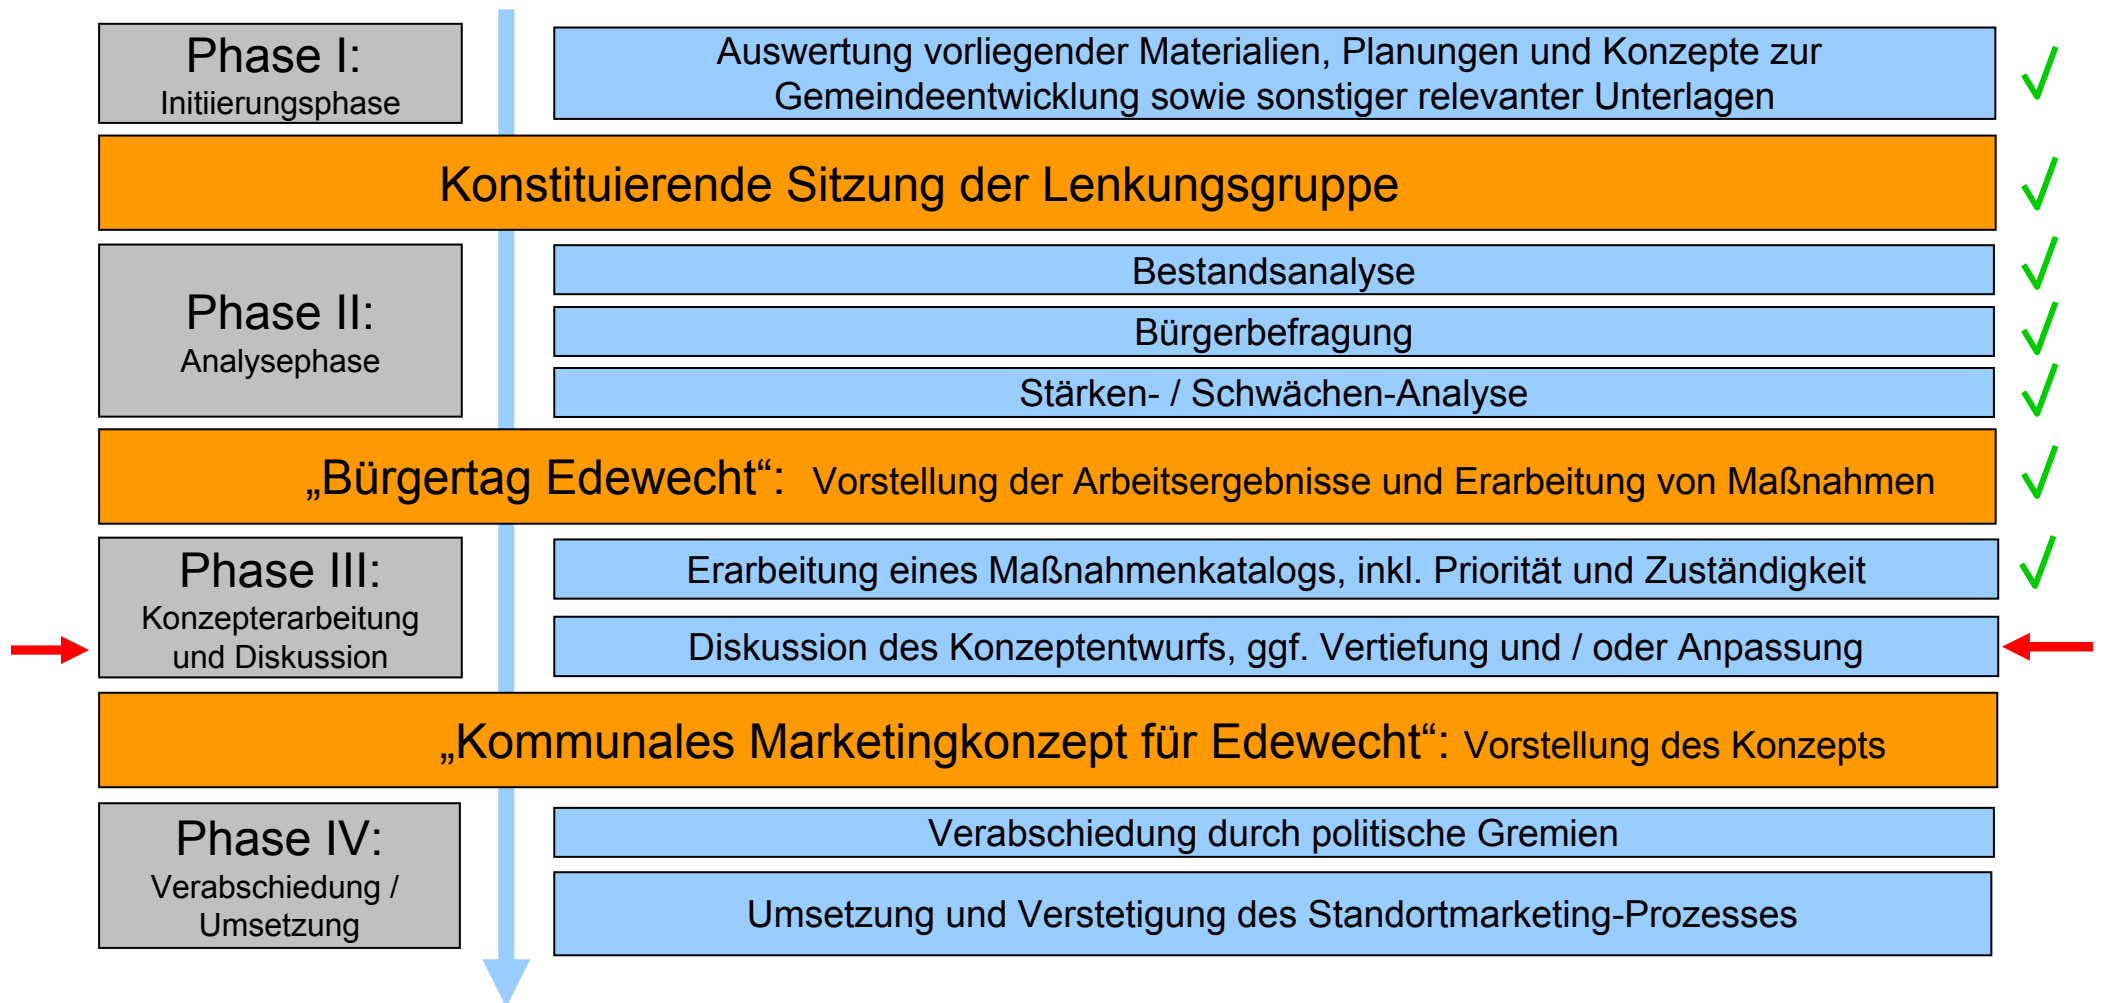 Phase I:
Initiierungsphase
Auswertung vorliegender Materialien, Planungen und Konzepte zur
Gemeindeentwicklung sowie sonstiger relevanter Unterlagen
Konstituierende Sitzung der Lenkungsgruppe
Phase II:
Analysephase
Bestandsanalyse
Bürgerbefragung
Stärken- / Schwächen-Analyse
„Bürgertag Edewecht“: Vorstellung der Arbeitsergebnisse und Erarbeitung von Maßnahmen
Phase III:
Konzepterarbeitung
und Diskussion
Erarbeitung eines Maßnahmenkatalogs, inkl. Priorität und Zuständigkeit
Diskussion des Konzeptentwurfs, ggf. Vertiefung und / oder Anpassung
„Kommunales Marketingkonzept für Edewecht“: Vorstellung des Konzepts
Phase IV:
Verabschiedung /
Umsetzung
Verabschiedung durch politische Gremien
Umsetzung und Verstetigung des Standortmarketing-Prozesses